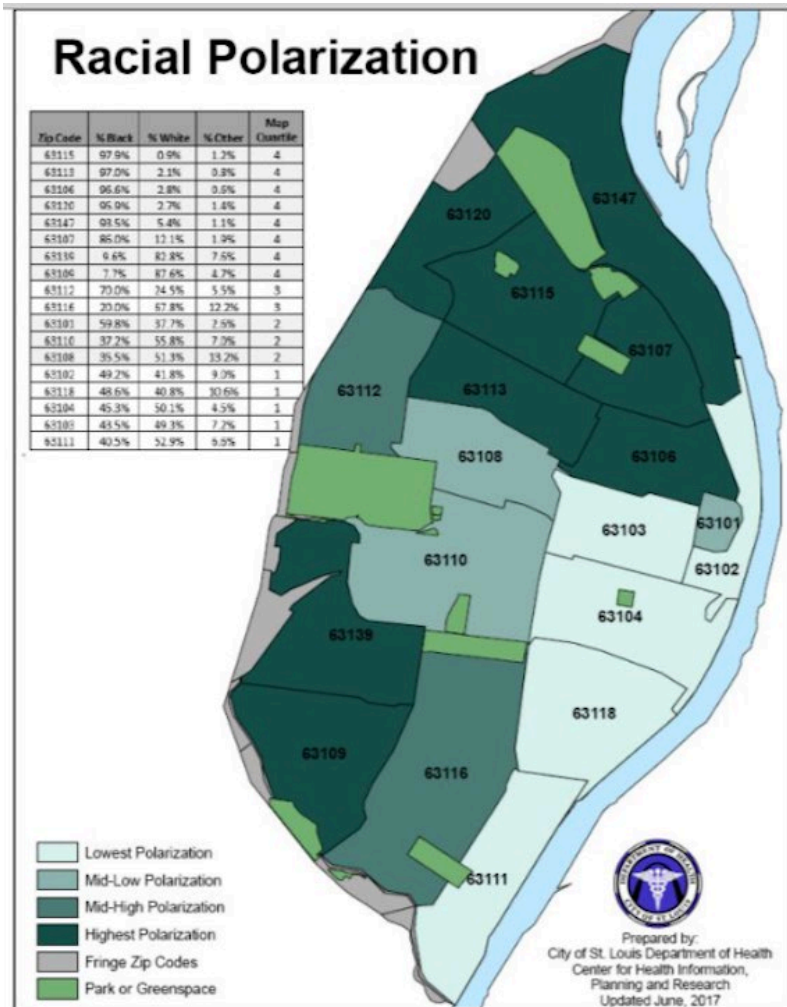 Racial Polarization
Zip Code % Black % White % Other Map Quartile
63115 97.9% 0.9% 1.2% 4
63113 97.0% 2.1% 0.8% 4
63106 96.6% 2.8% 0.6% 4
63120 95.9% 2.7% 1.4% 4
63147 93.5% 5.4% 1.1% 4
63107 86.0% 12.1% 1.9% 4
63139 9.6% 82.8% 7.6% 4
63109 7.7% 87.6% 4.7% 4
63112 70.0% 24.5% 5.5% 3
63116 20.0% 67.8% 12.2% 3
63101 59.8% 37.7% 2.6% 2
63110 37.2% 55.8% 7.0% 2
63108 35.5% 51.3% 13.2% 2
63102 49.2% 41.8% 9.0% 1
63118 48.6% 40.8% 10.6% 1
63104 45.3% 50.1% 4.5% 1
63103 43.5% 49.3% 7.2% 1
63111 40.5% 52.9% 6.6% 1
63120
63147
63115
63107
63112
63113
63108
63106
63103
63101
63110
63102
63104
63139
63118
63109
63116
63111
Lowest Polarization
Mid-Low Polarization
Mid-High Polarization
Highest Polarization
Fringe Zip Codes
Park or Greenspace
DEPARTMENT OF HEALTH
CITY OF ST. LOUIS
Prepared by:
City of St. Louis Department of Health
Center for Health Information,
Planning and Research
Updated June, 2017